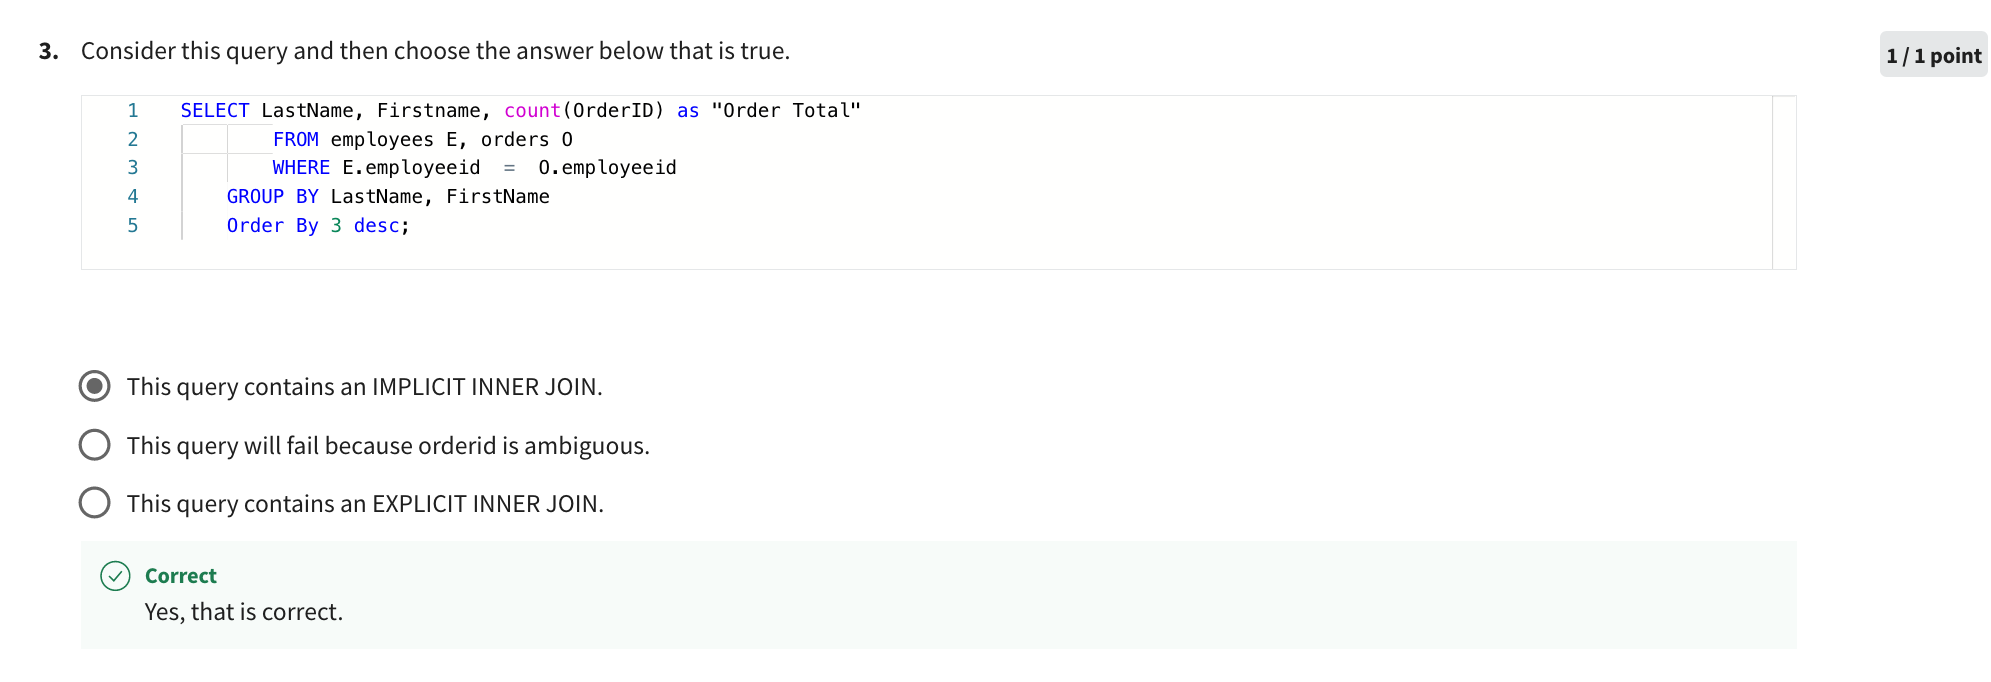 3. Consider this query and then choose the answer below that is true.
1 / 1 point
1 SELECT LastName, Firstname, count(OrderID) as "Order Total"
2 FROM employees E, orders O
3 WHERE E.employeeid = O.employeeid
4 GROUP BY LastName, FirstName
5 Order By 3 desc;
This query contains an IMPLICIT INNER JOIN.
This query will fail because orderid is ambiguous.
This query contains an EXPLICIT INNER JOIN.
Correct
Yes, that is correct.